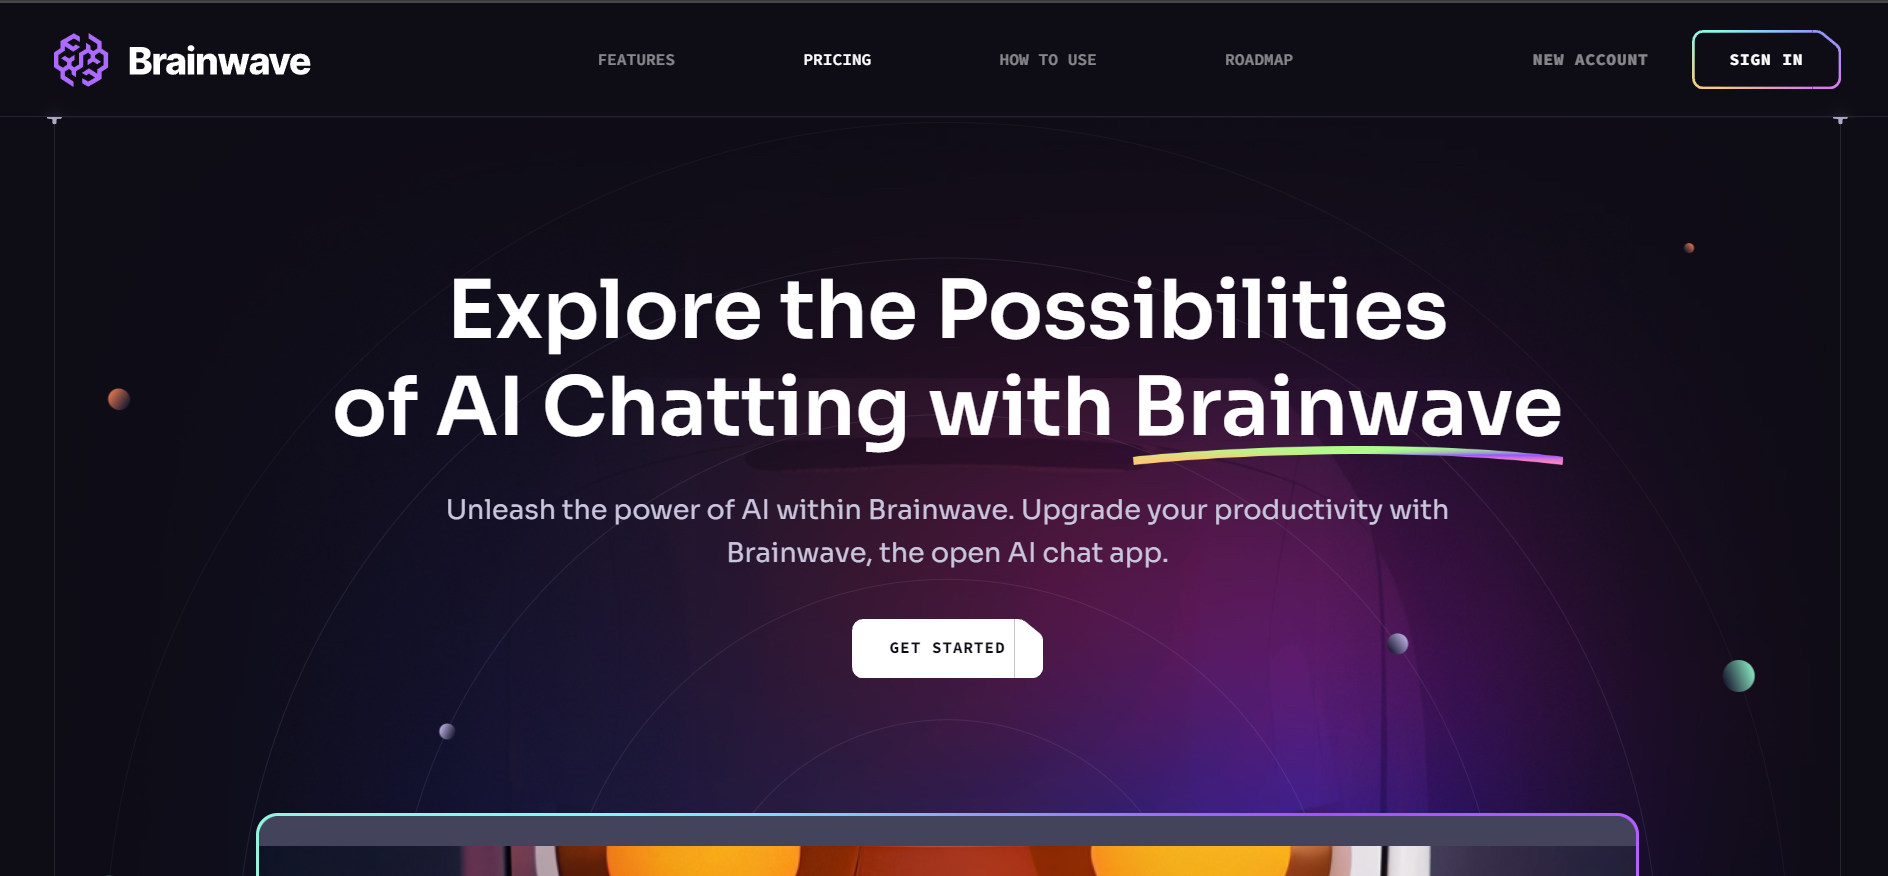 Brainwave
FEATURES
PRICING
HOW TO USE
ROADMAP
NEW ACCOUNT
SIGN IN
Explore the Possibilities
of AI Chatting with Brainwave
Unleash the power of AI within Brainwave. Upgrade your productivity with
Brainwave, the open AI chat app.
GET STARTED